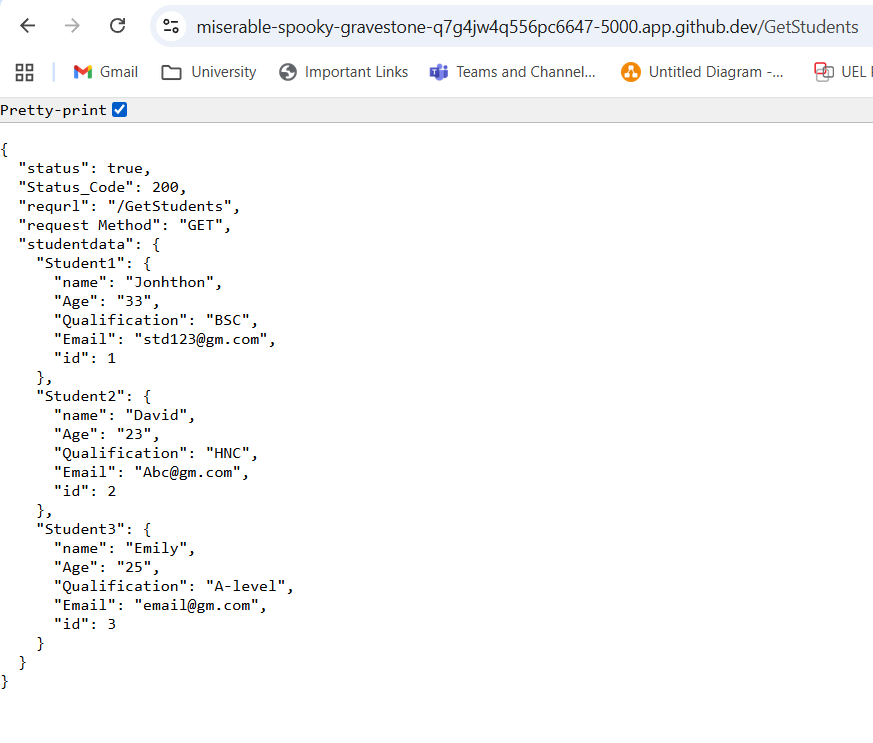 miserable-spooky-gravestone-q7g4jw4q556pc6647-5000.app.github.dev/GetStudents
Gmail University Important Links Teams and Channel... Untitled Diagram -... UEL
Pretty-print
{
  "status": true,
  "Status_Code": 200,
  "requrl": "/GetStudents",
  "request Method": "GET",
  "studentdata": {
    "Student1": {
      "name": "Jonhthon",
      "Age": "33",
      "Qualification": "BSC",
      "Email": "std123@gm.com",
      "id": 1
    },
    "Student2": {
      "name": "David",
      "Age": "23",
      "Qualification": "HNC",
      "Email": "Abc@gm.com",
      "id": 2
    },
    "Student3": {
      "name": "Emily",
      "Age": "25",
      "Qualification": "A-level",
      "Email": "email@gm.com",
      "id": 3
    }
  }
}